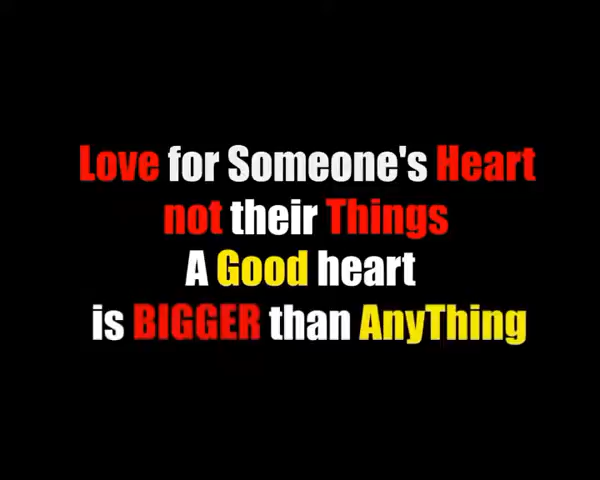 Love for Someone's Heart
not their Things
A Good heart
is BIGGER than AnyThing